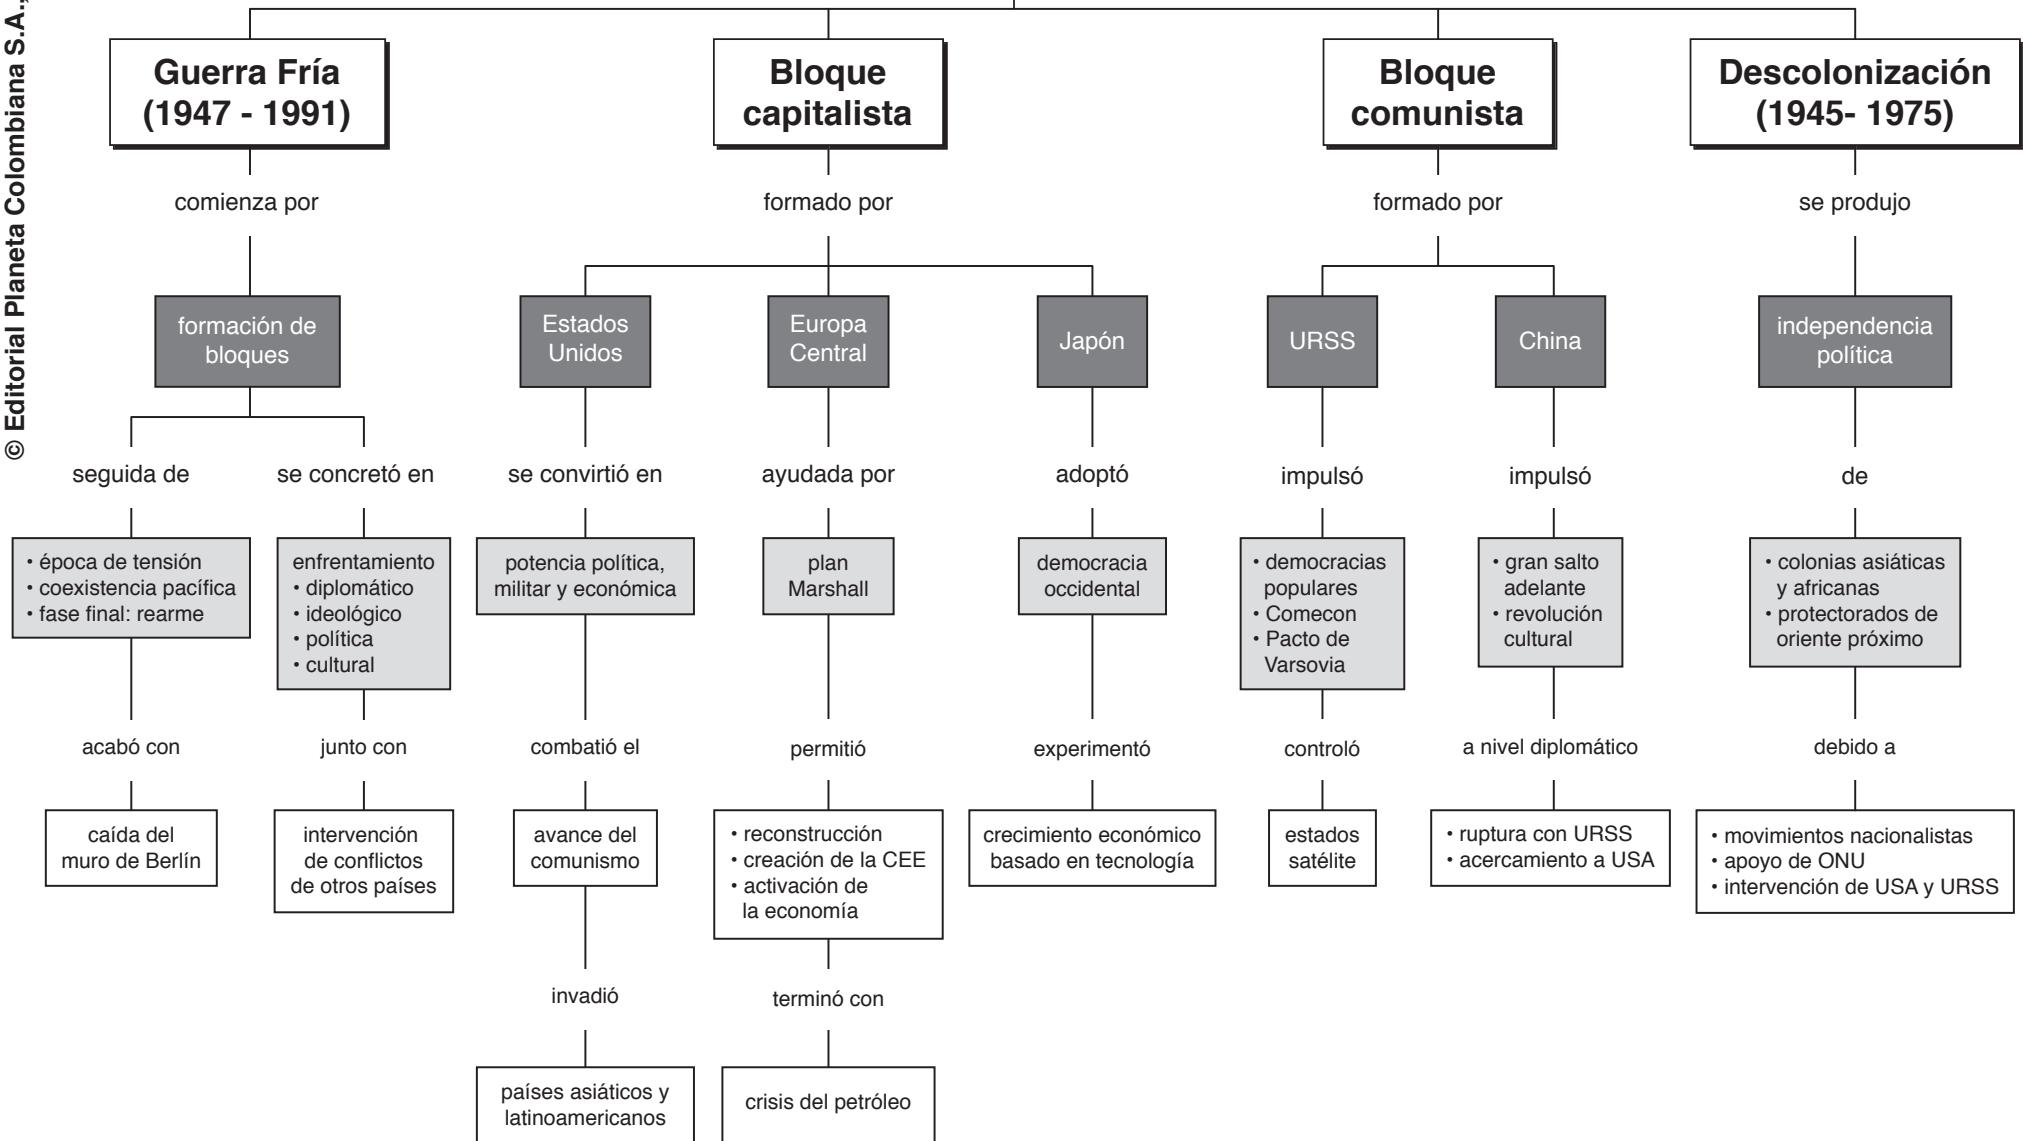 © Editorial Planeta Colombiana S.A.,
Guerra Fría
(1947 - 1991)
comienza por
formación de
bloques
seguida de
• época de tensión
• coexistencia pacífica
• fase final: rearme
acabó con
caída del
muro de Berlín
se concretó en
enfrentamiento
• diplomático
• ideológico
• política
• cultural
junto con
intervención
de conflictos
de otros países
Bloque
capitalista
formado por
Estados
Unidos
se convirtió en
potencia política,
militar y económica
combatió el
avance del
comunismo
invadió
países asiáticos y
latinoamericanos
Europa
Central
ayudada por
plan
Marshall
permitió
• reconstrucción
• creación de la CEE
• activación de
la economía
terminó con
crisis del petróleo
Japón
adoptó
democracia
occidental
experimentó
crecimiento económico
basado en tecnología
Bloque
comunista
formado por
URSS
impulsó
• democracias
populares
• Comecon
• Pacto de
Varsovia
controló
estados
satélite
China
impulsó
• gran salto
adelante
• revolución
cultural
a nivel diplomático
• ruptura con URSS
• acercamiento a USA
Descolonización
(1945- 1975)
se produjo
independencia
política
de
• colonias asiáticas
y africanas
• protectorados de
oriente próximo
debido a
• movimientos nacionalistas
• apoyo de ONU
• intervención de USA y URSS